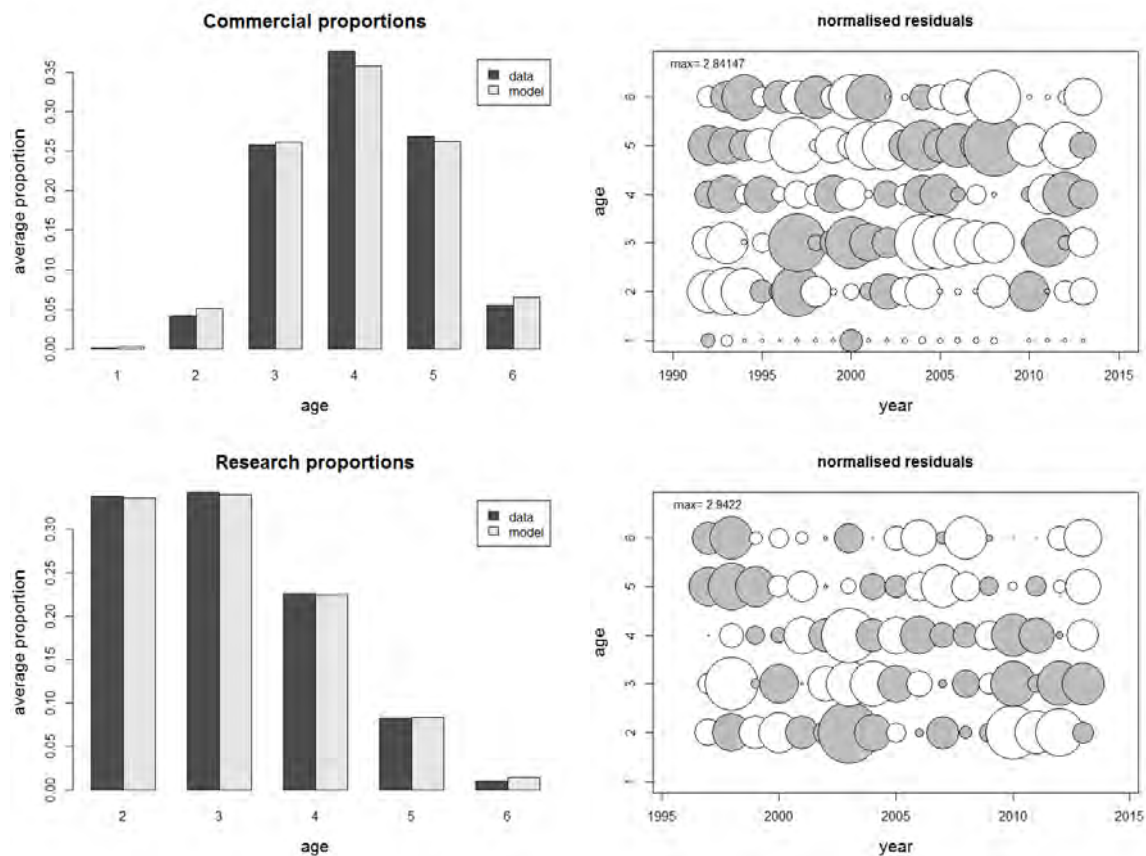 Commercial proportions
data
model
average proportion
0.00 0.05 0.10 0.15 0.20 0.25 0.30 0.35
1 2 3 4 5 6
age
normalised residuals
max= 2.84147
age
1 2 3 4 5 6
1990 1995 2000 2005 2010 2015
year
Research proportions
data
model
average proportion
0.00 0.05 0.10 0.15 0.20 0.25 0.30
2 3 4 5 6
age
normalised residuals
max= 2.9422
age
1 2 3 4 5 6
1995 2000 2005 2010 2015
year